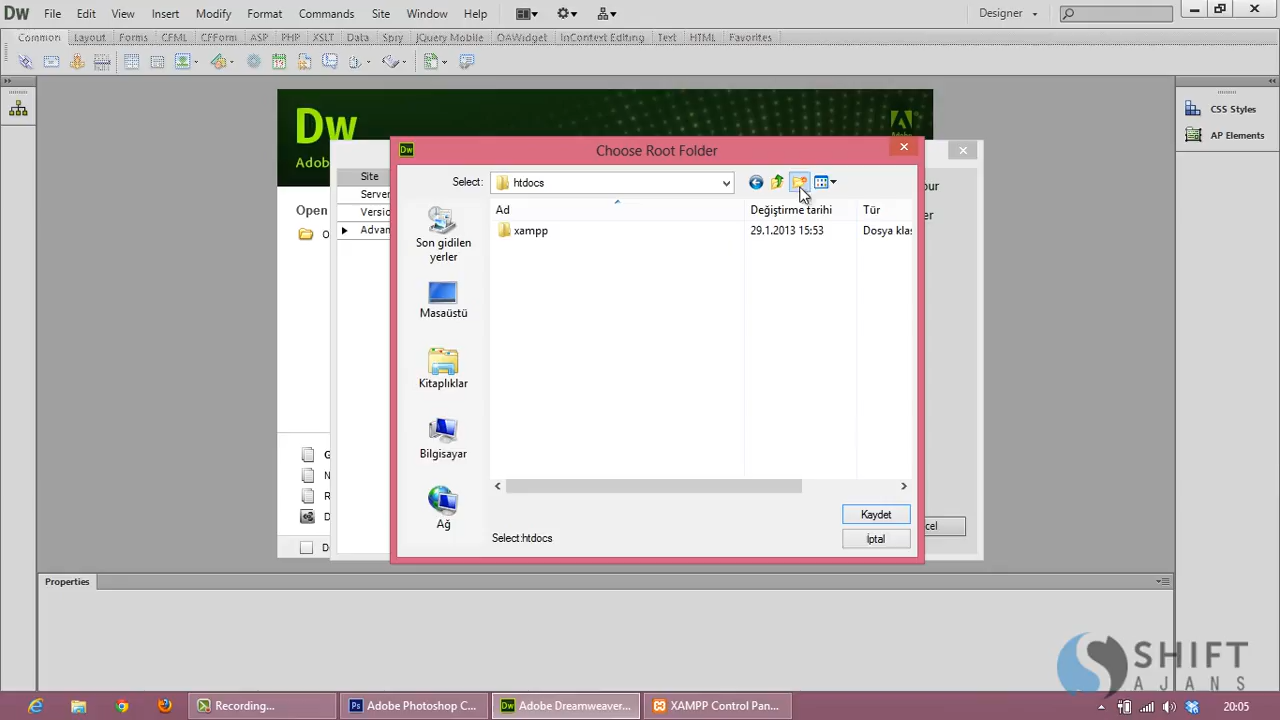 Dw File Edit View Insert Modify Format Commands Site Window Help Designer
Common Layout Forms CFML CFForm ASP PHP XSLT Data Spry jQuery Mobile OAWidget InContext Editing Text HTML Favorites
Dw
Adob
Open
Site
Server
Versio
Advan
Choose Root Folder
Select: htdocs
Ad Değiştirme tarihi Tür
xampp 29.1.2013 15:53 Dosya klas
Son gidilen
yerler
Masaüstü
Kitaplıklar
Bilgisayar
Ağ
Select:htdocs
Kaydet
İptal
our
er
cel
CSS Styles
AP Elements
Properties
SHIFT
AJANS
Recording...
Adobe Photoshop C...
Adobe Dreamweaver...
XAMPP Control Pan...
20:05